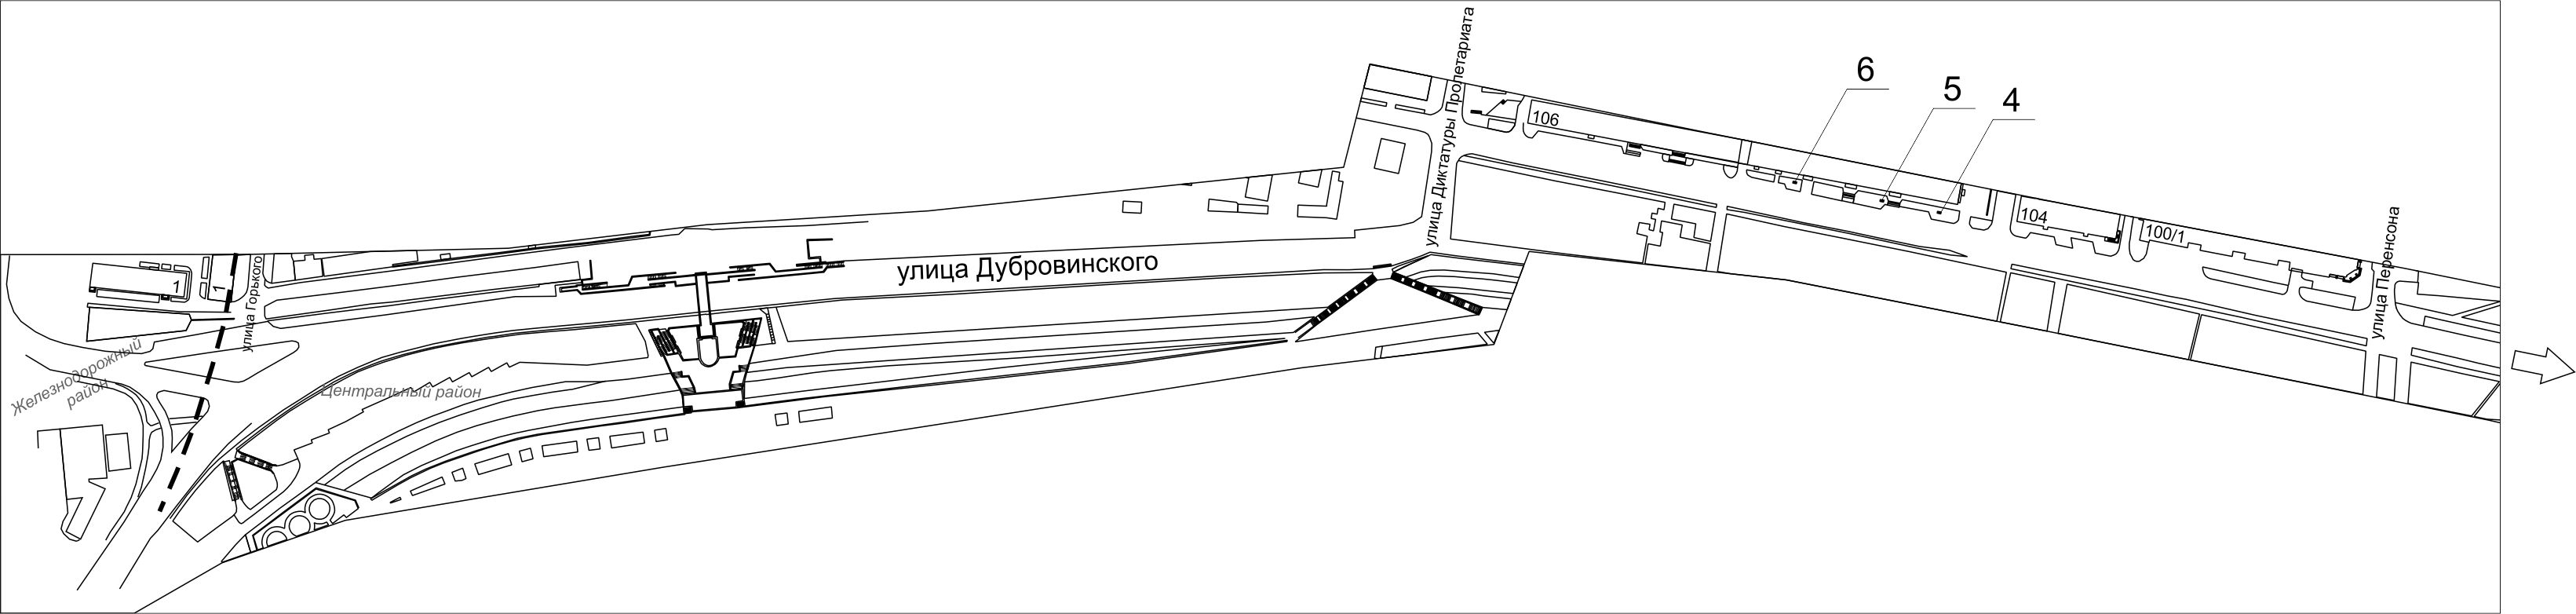 улица Диктатуры Пролетариата
6
5
4
106
104
100/1
улица Перенсона
улица Дубровинского
улица Горького
1
1
Железнодорожный
район
Центральный район